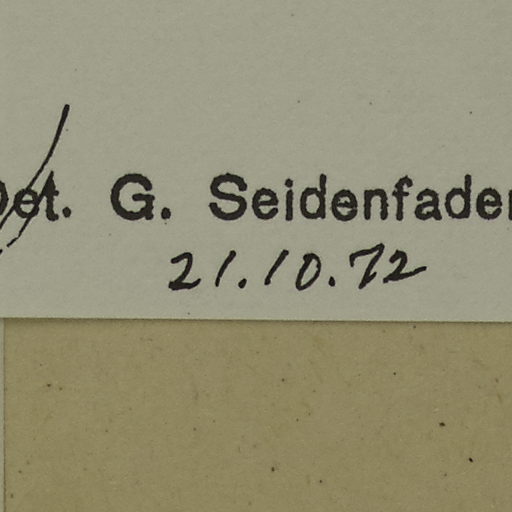 Det. G. Seidenfaden
21.10.72